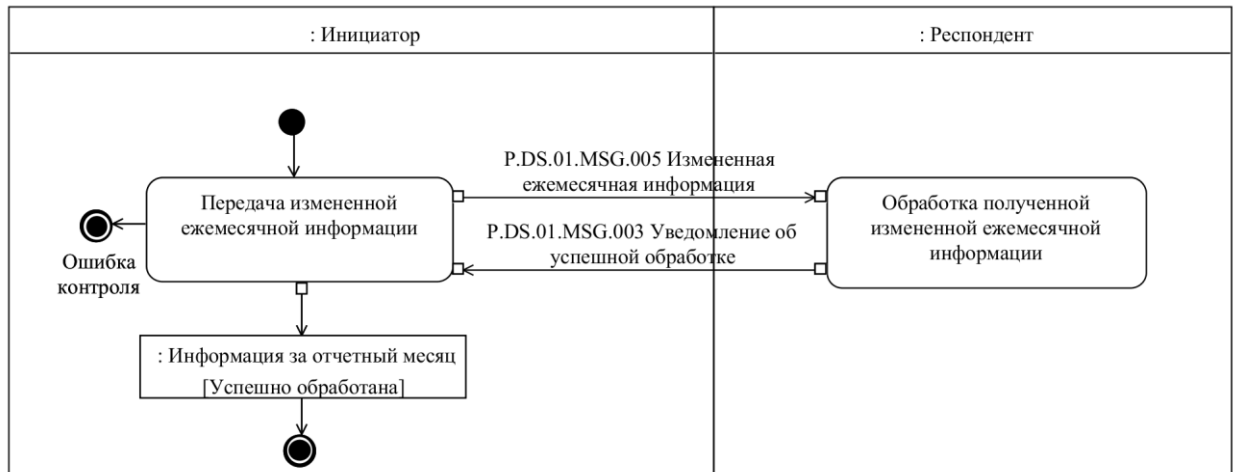 : Инициатор
: Респондент
P.DS.01.MSG.005 Измененная
ежемесячная информация
Передача измененной
ежемесячной информации
Обработка полученной
измененной ежемесячной
информации
P.DS.01.MSG.003 Уведомление об
успешной обработке
Ошибка
контроля
: Информация за отчетный месяц
[Успешно обработана]